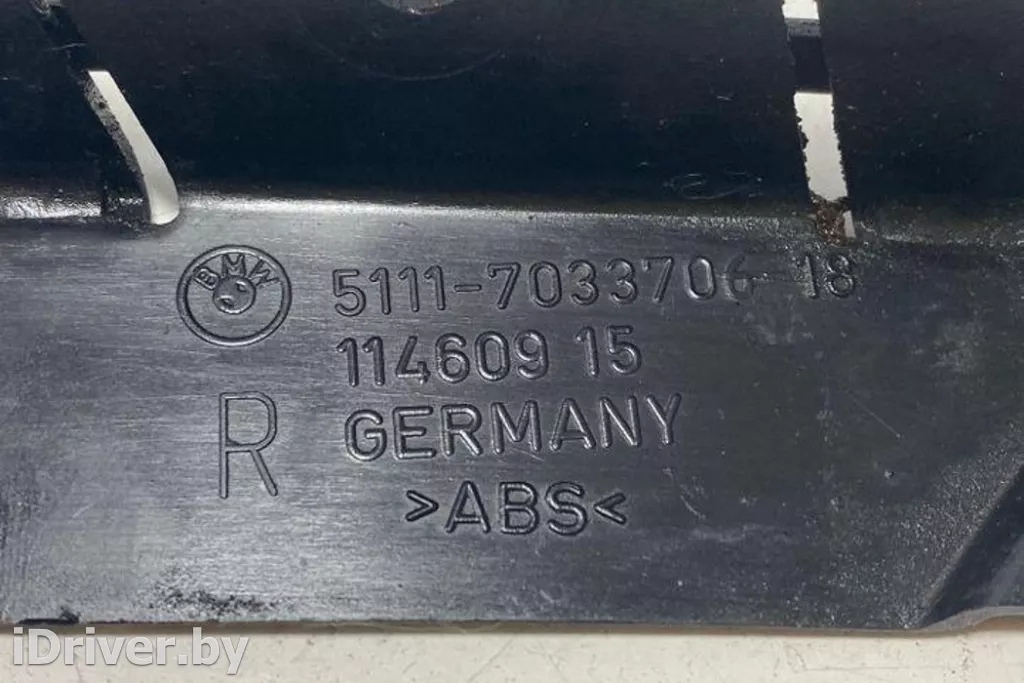 BMW 5111-7033706-18
114609 15
R GERMANY
>ABS<
iDriver.by